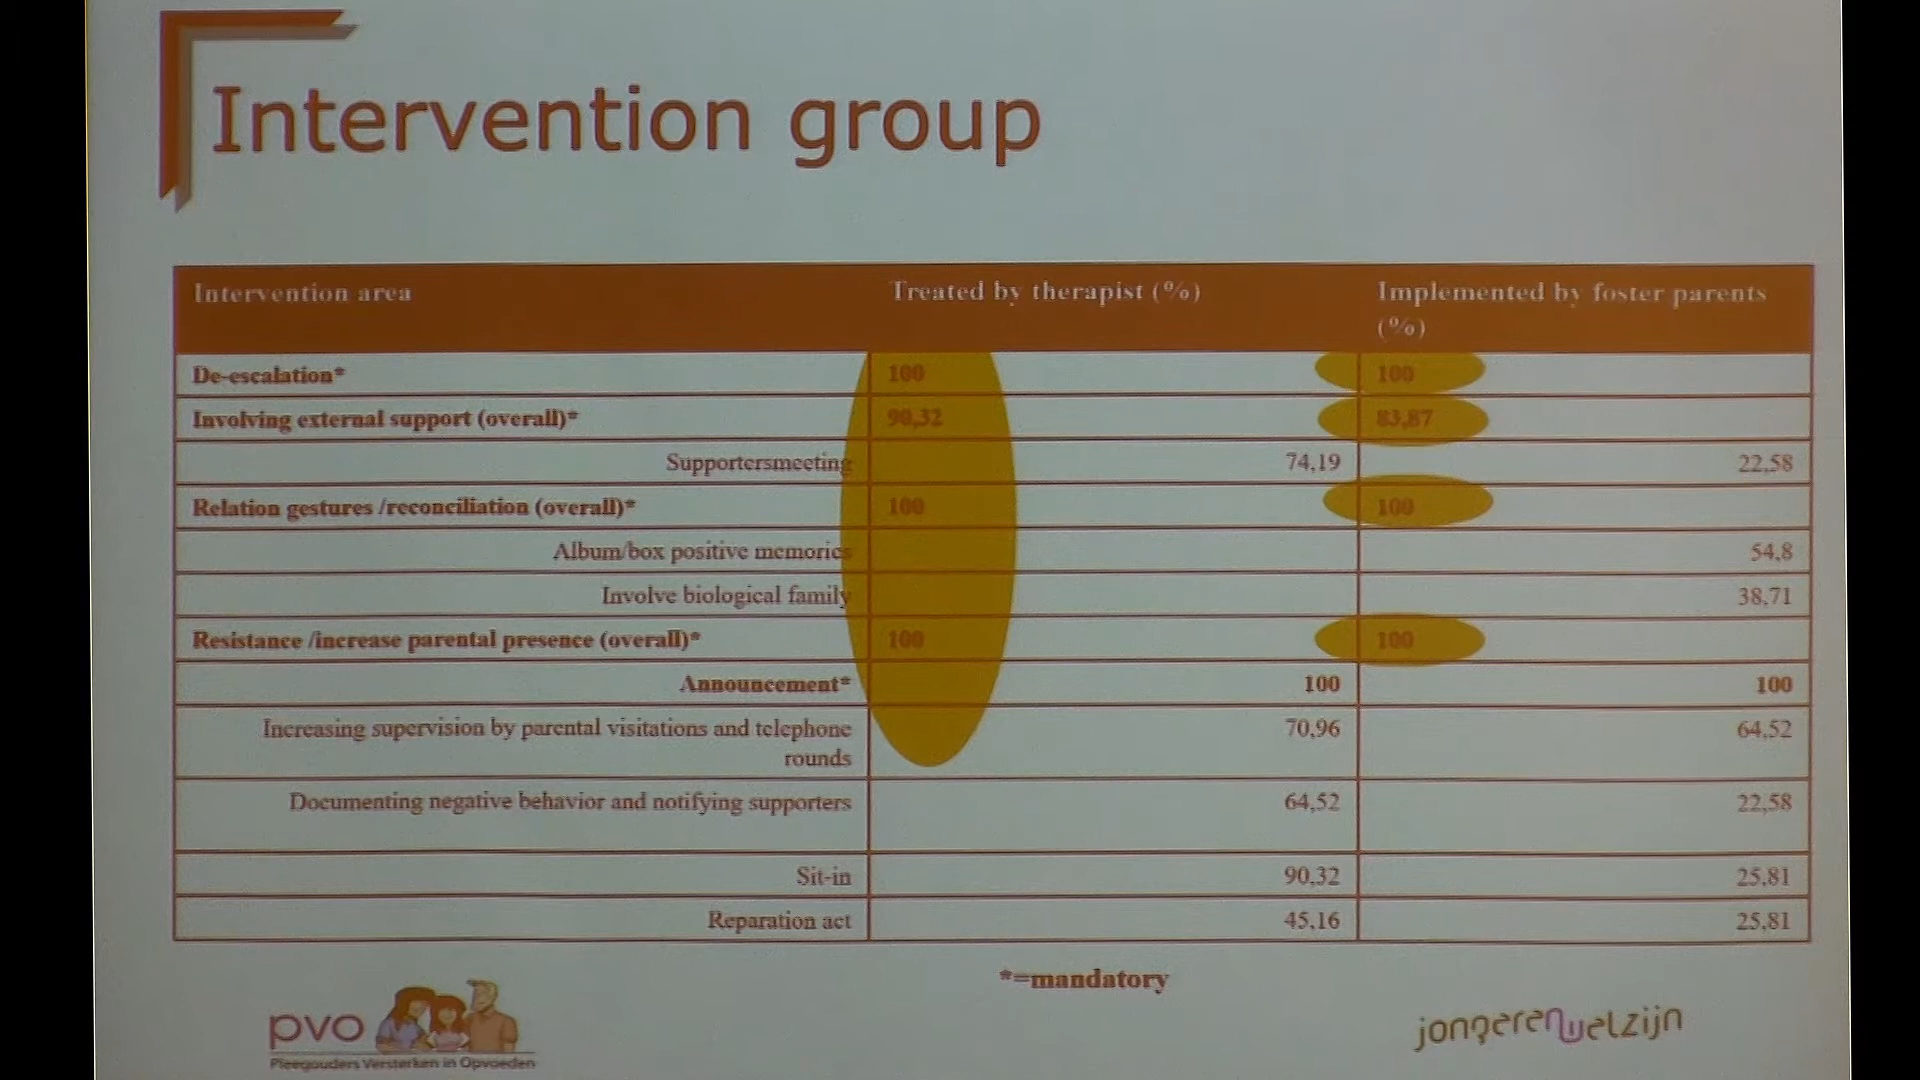 Intervention group
Intervention area Treated by therapist (%) Implemented by foster parents
(%)
De-escalation* 100 100
Involving external support (overall)* 90,32 83,87
Supportersmeeting 74,19 22,58
Relation gestures /reconciliation (overall)* 100 100
Album/box positive memories 54,8
Involve biological family 38,71
Resistance /increase parental presence (overall)* 100 100
Announcement* 100 100
Increasing supervision by parental visitations and telephone 70,96 64,52
rounds
Documenting negative behavior and notifying supporters 64,52 22,58
Sit-in 90,32 25,81
Reparation act 45,16 25,81
*=mandatory
pvo
Pleegouders Versterken in Opvoeden
jongerenwelzijn